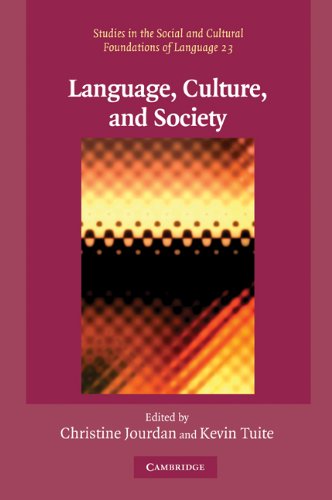 Studies in the Social and Cultural
Foundations of Language 23
Language, Culture,
and Society
Edited by
Christine Jourdan and Kevin Tuite
CAMBRIDGE